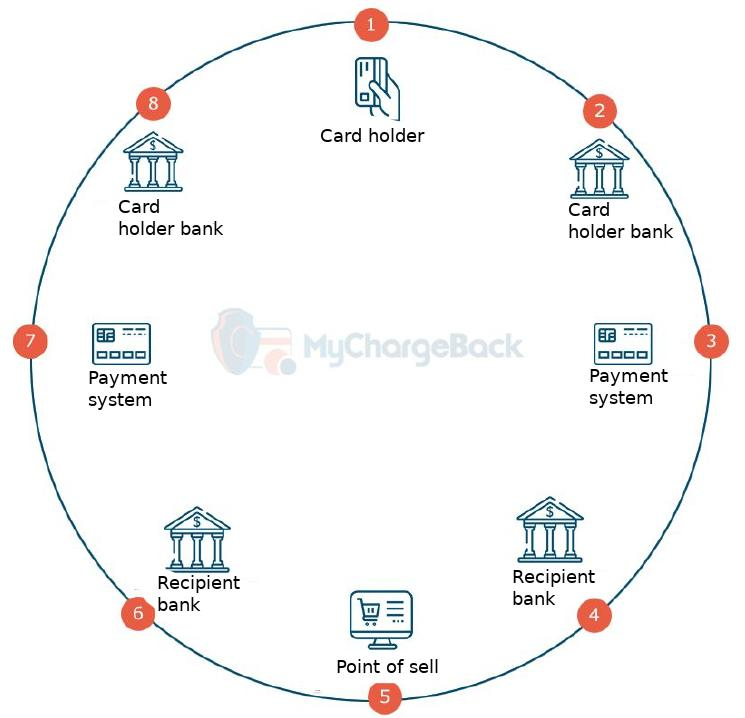 1
Card holder
2
Card
holder bank
3
Payment
system
4
Recipient
bank
5
Point of sell
6
Recipient
bank
7
Payment
system
8
Card
holder bank
MyChargeBack
$
$
$
$